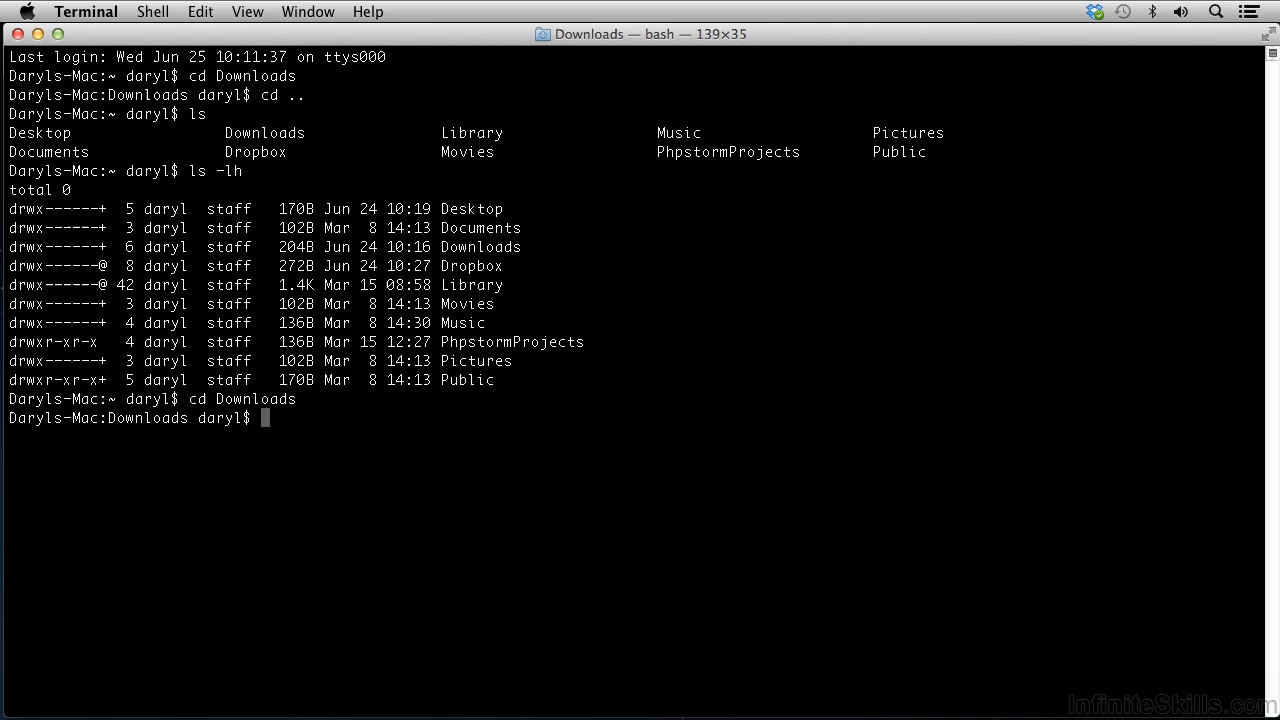 Terminal Shell Edit View Window Help
Downloads — bash — 139×35
Last login: Wed Jun 25 10:11:37 on ttys000
Daryls-Mac:~ daryl$ cd Downloads
Daryls-Mac:Downloads daryl$ cd ..
Daryls-Mac:~ daryl$ ls
Desktop Downloads Library Music Pictures
Documents Dropbox Movies PhpstormProjects Public
Daryls-Mac:~ daryl$ ls -lh
total 0
drwx------+ 5 daryl staff 170B Jun 24 10:19 Desktop
drwx------+ 3 daryl staff 102B Mar 8 14:13 Documents
drwx------+ 6 daryl staff 204B Jun 24 10:16 Downloads
drwx------@ 8 daryl staff 272B Jun 24 10:27 Dropbox
drwx------@ 42 daryl staff 1.4K Mar 15 08:58 Library
drwx------+ 3 daryl staff 102B Mar 8 14:13 Movies
drwx------+ 4 daryl staff 136B Mar 8 14:30 Music
drwxr-xr-x 4 daryl staff 136B Mar 15 12:27 PhpstormProjects
drwx------+ 3 daryl staff 102B Mar 8 14:13 Pictures
drwxr-xr-x+ 5 daryl staff 170B Mar 8 14:13 Public
Daryls-Mac:~ daryl$ cd Downloads
Daryls-Mac:Downloads daryl$
InfiniteSkills.com